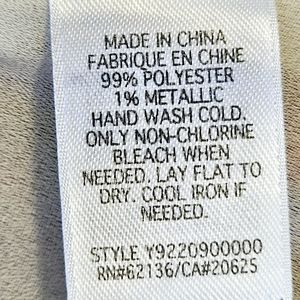 MADE IN CHINA
FABRIQUE EN CHINE
99% POLYESTER
1% METALLIC
HAND WASH COLD.
ONLY NON-CHLORINE
BLEACH WHEN
NEEDED. LAY FLAT TO
DRY. COOL IRON IF
NEEDED.
STYLE Y9220900000
RN#62136/CA#20625